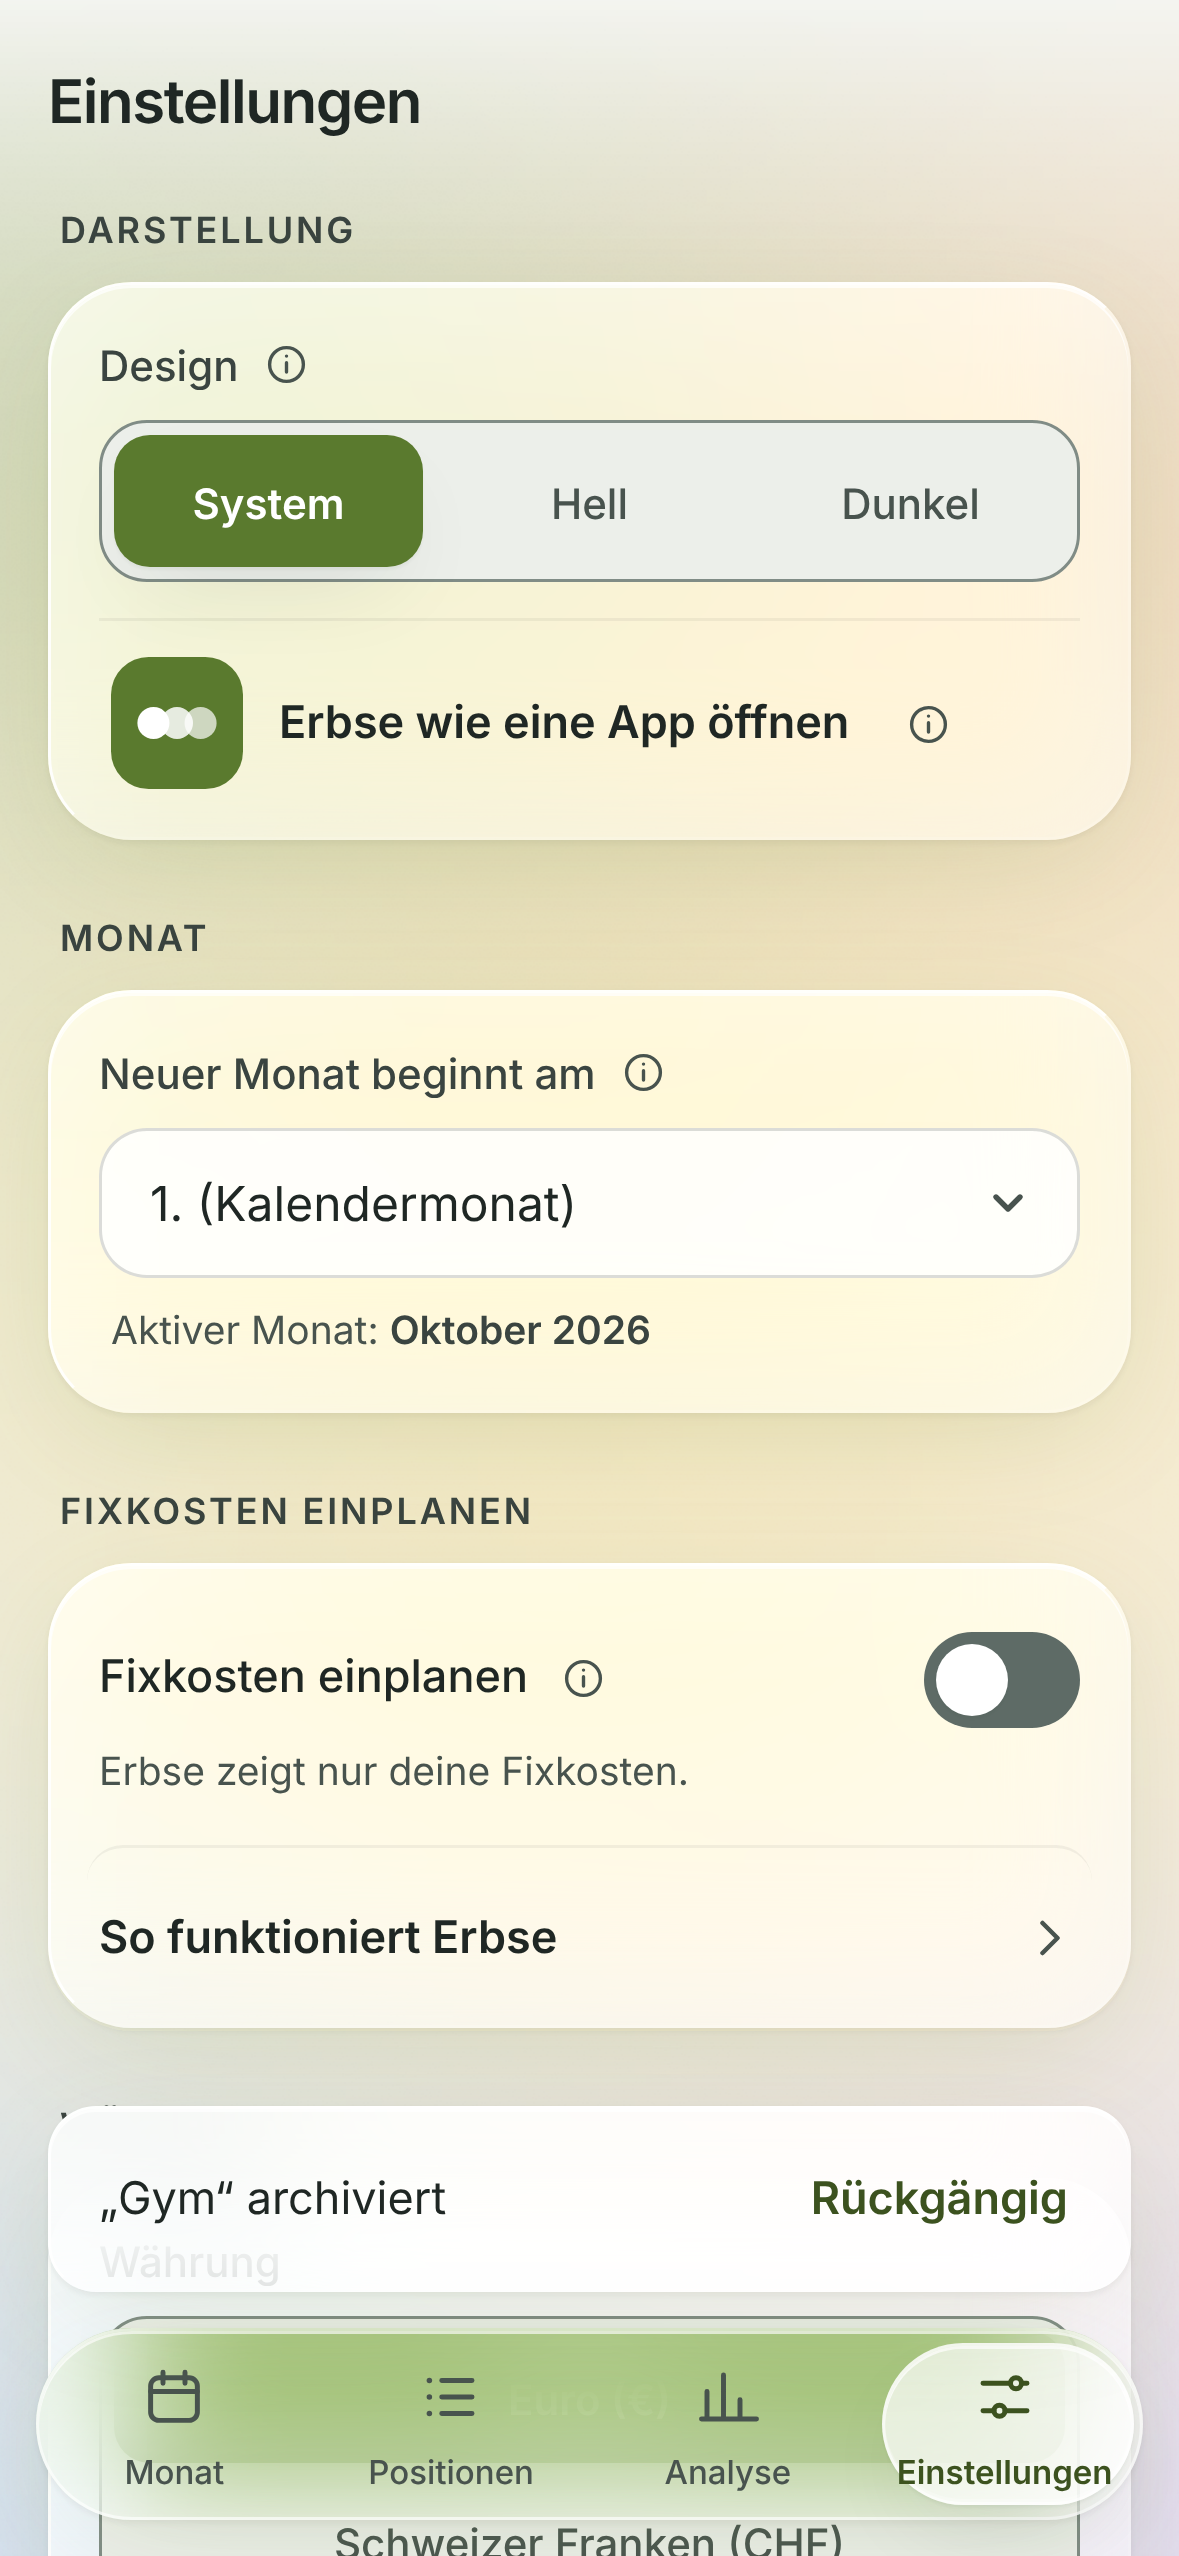 Einstellungen
DARSTELLUNG
Design
System Hell Dunkel
Erbse wie eine App öffnen
MONAT
Neuer Monat beginnt am
1. (Kalendermonat)
Aktiver Monat: Oktober 2026
FIXKOSTEN EINPLANEN
Fixkosten einplanen
Erbse zeigt nur deine Fixkosten.
So funktioniert Erbse
„Gym“ archiviert Rückgängig
Währung
Euro (€)
Monat Positionen Analyse Einstellungen
Schweizer Franken (CHF)